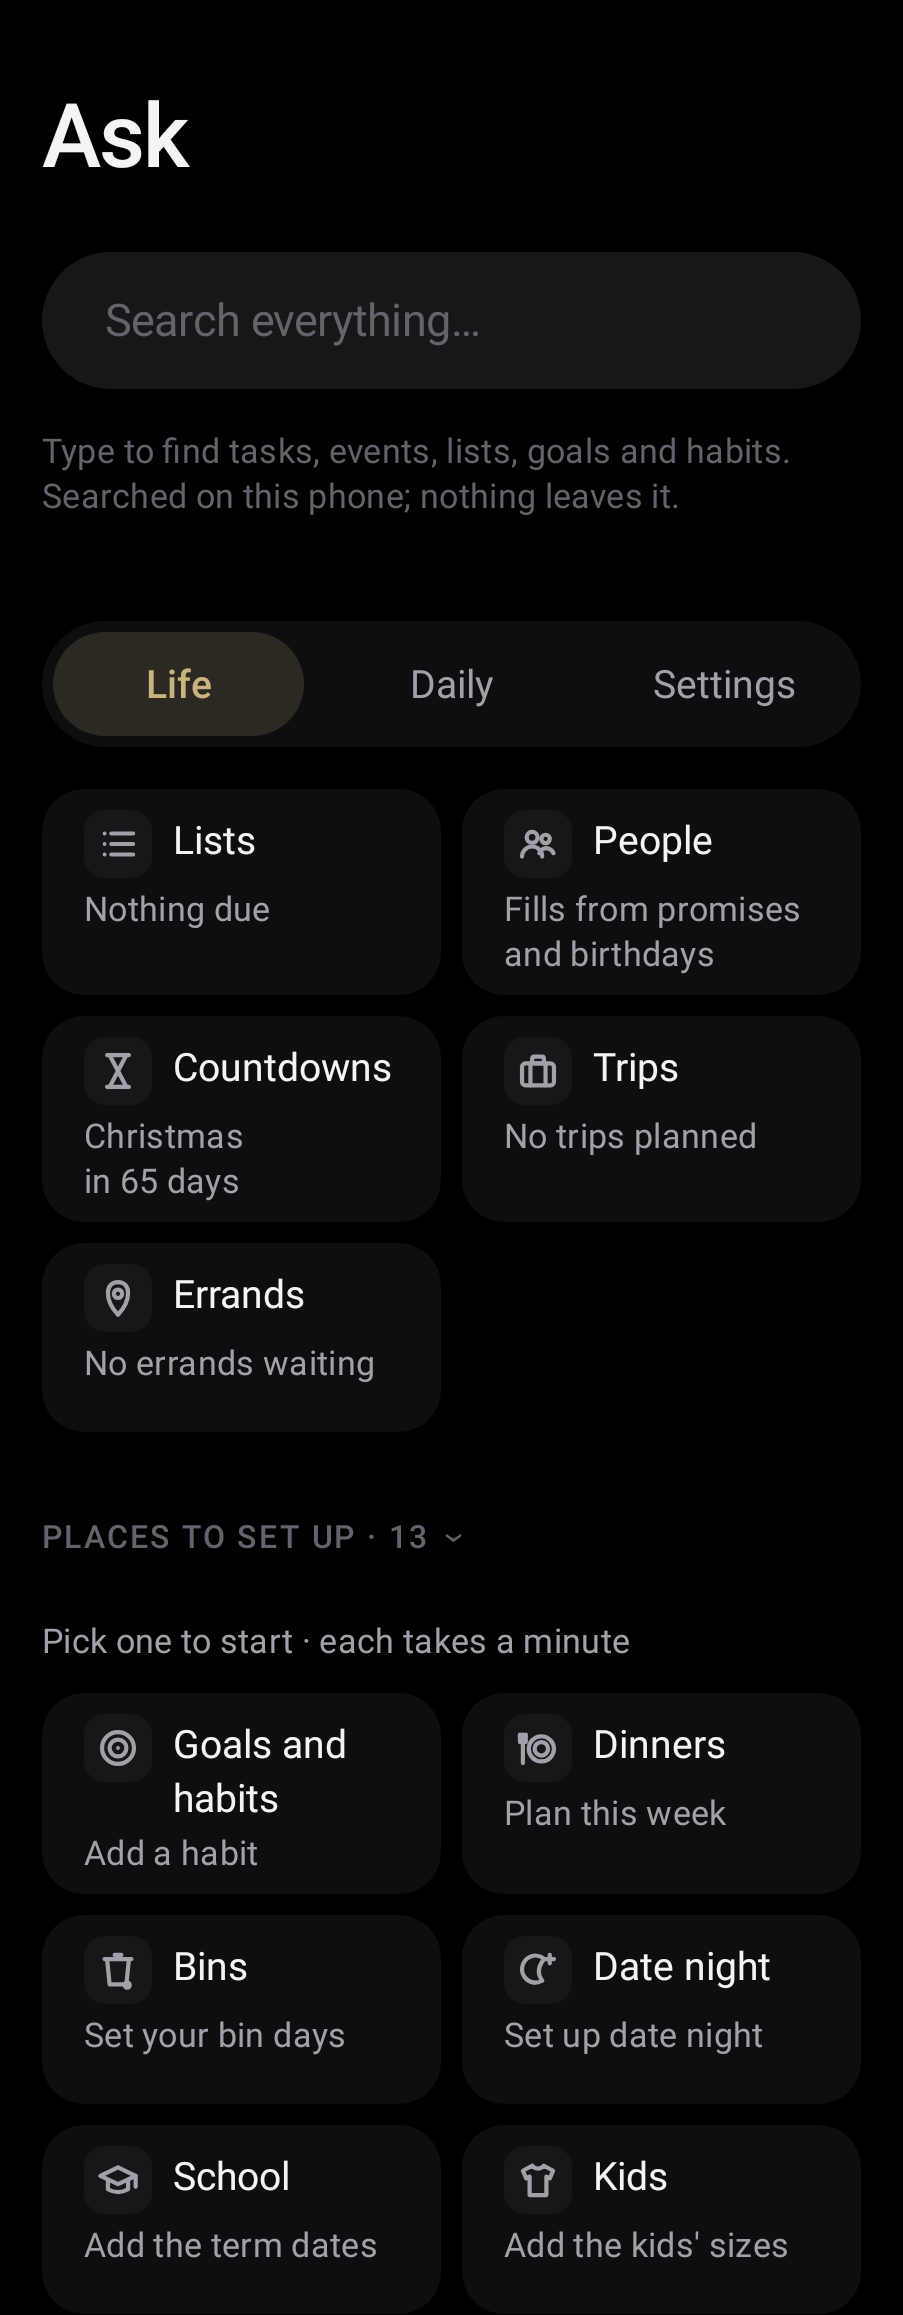 Ask
Search everything...
Type to find tasks, events, lists, goals and habits.
Searched on this phone; nothing leaves it.
Life
Daily
Settings
Lists
Nothing due
People
Fills from promises
and birthdays
Countdowns
Christmas
in 65 days
Trips
No trips planned
Errands
No errands waiting
PLACES TO SET UP · 13
Pick one to start · each takes a minute
Goals and
habits
Add a habit
Dinners
Plan this week
Bins
Set your bin days
Date night
Set up date night
School
Add the term dates
Kids
Add the kids' sizes